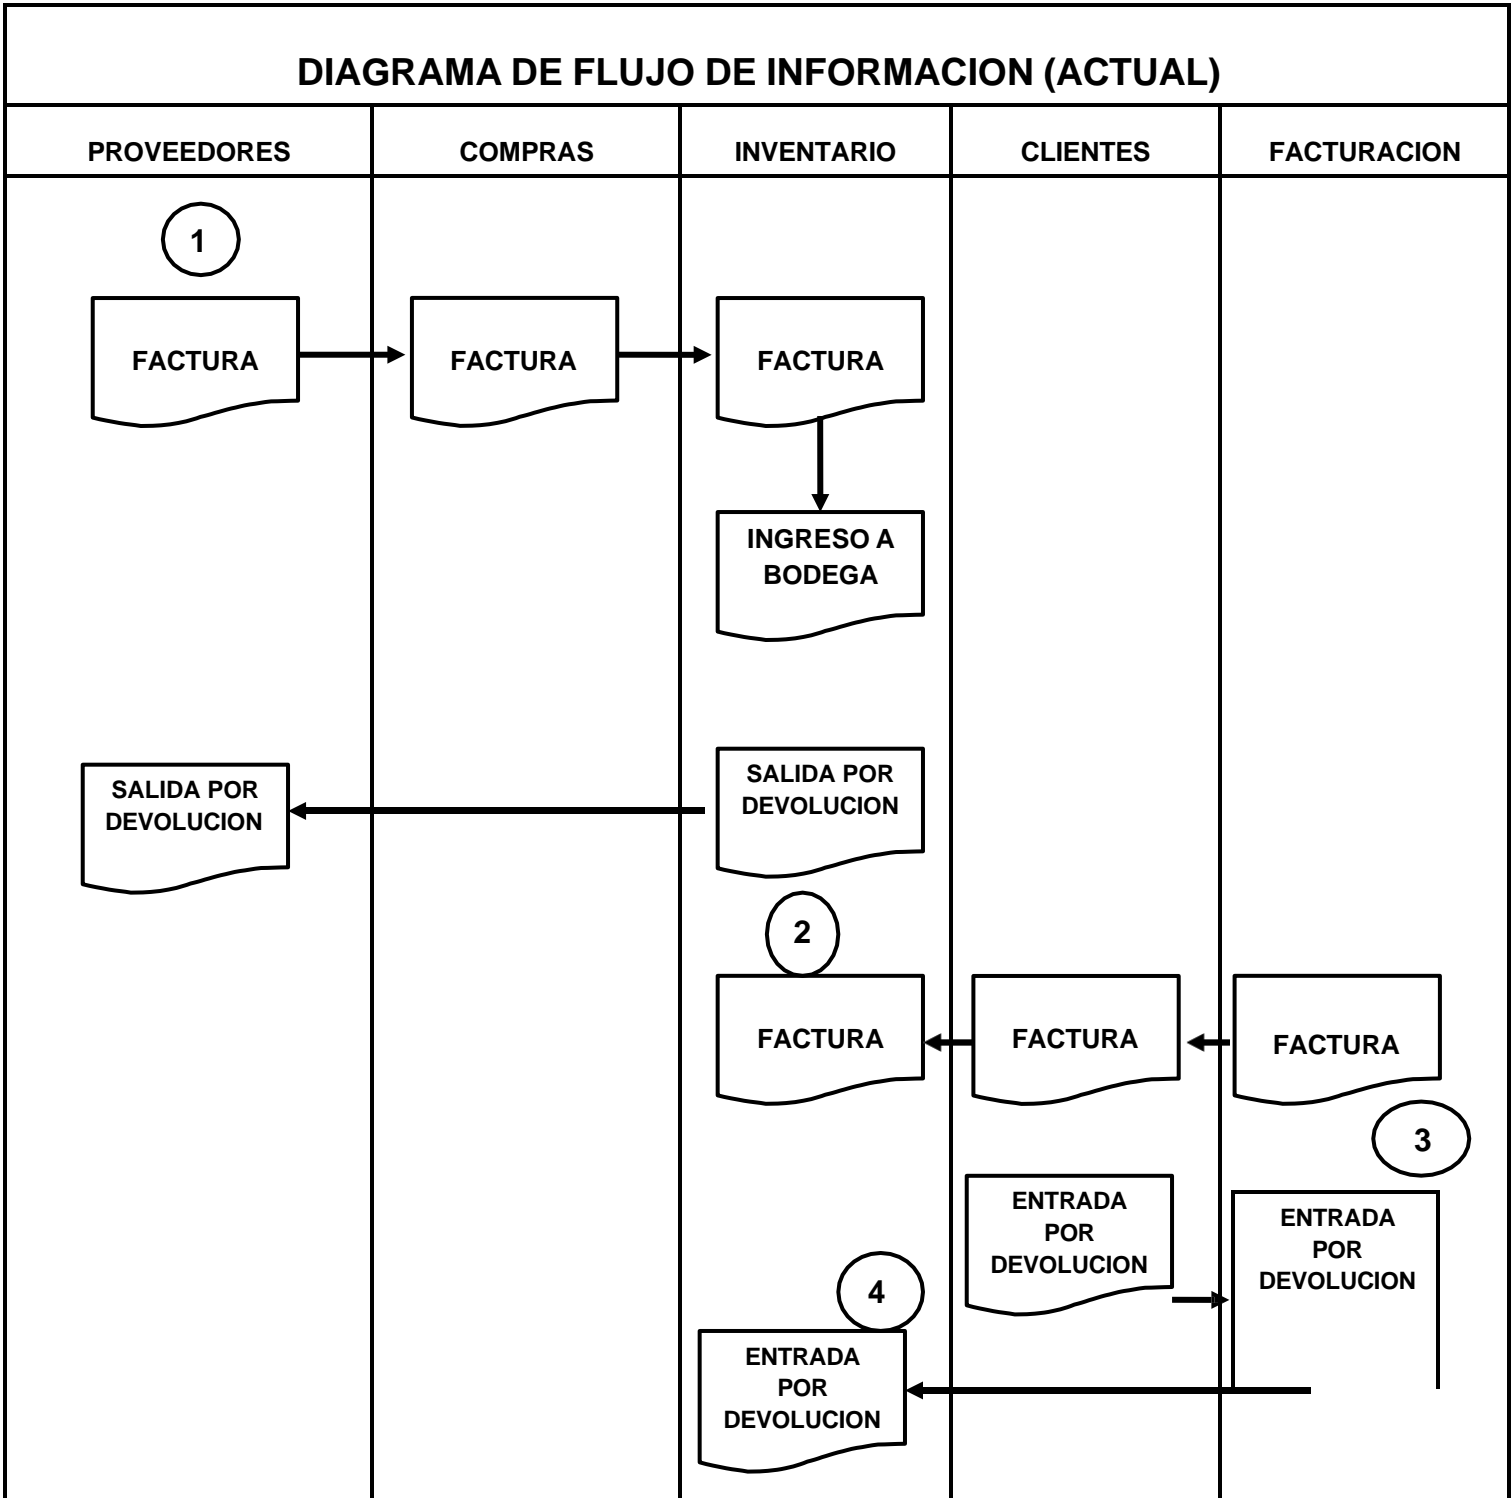 DIAGRAMA DE FLUJO DE INFORMACION (ACTUAL)
PROVEEDORES
COMPRAS
INVENTARIO
CLIENTES
FACTURACION
1
FACTURA
FACTURA
FACTURA
INGRESO A
BODEGA
SALIDA POR
DEVOLUCION
SALIDA POR
DEVOLUCION
2
FACTURA
FACTURA
FACTURA
3
ENTRADA
POR
DEVOLUCION
ENTRADA
POR
DEVOLUCION
4
ENTRADA
POR
DEVOLUCION